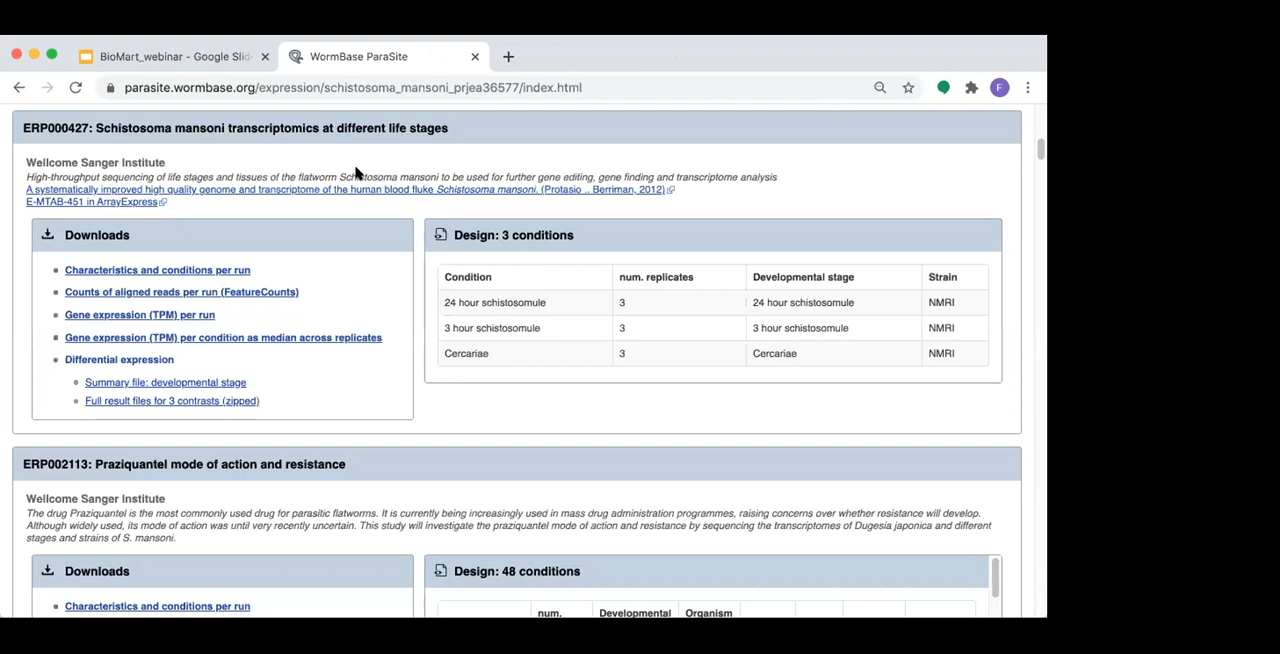 BioMart_webinar - Google Slid
WormBase ParaSite
parasite.wormbase.org/expression/schistosoma_mansoni_prjea36577/index.html
F
ERP000427: Schistosoma mansoni transcriptomics at different life stages
Wellcome Sanger Institute
High-throughput sequencing of life stages and tissues of the flatworm Schistosoma mansoni to be used for further gene editing, gene finding and transcriptome analysis
A systematically improved high quality genome and transcriptome of the human blood fluke Schistosoma mansoni. (Protasio .. Berriman, 2012)
E-MTAB-451 in ArrayExpress
Downloads
Characteristics and conditions per run
Counts of aligned reads per run (FeatureCounts)
Gene expression (TPM) per run
Gene expression (TPM) per condition as median across replicates
Differential expression
Summary file: developmental stage
Full result files for 3 contrasts (zipped)
Design: 3 conditions
Condition num. replicates Developmental stage Strain
24 hour schistosomule 3 24 hour schistosomule NMRI
3 hour schistosomule 3 3 hour schistosomule NMRI
Cercariae 3 Cercariae NMRI
ERP002113: Praziquantel mode of action and resistance
Wellcome Sanger Institute
The drug Praziquantel is the most commonly used drug for parasitic flatworms. It is currently being increasingly used in mass drug administration programmes, raising concerns over whether resistance will develop.
Although widely used, its mode of action was until very recently uncertain. This study will investigate the praziquantel mode of action and resistance by sequencing the transcriptomes of Dugesia japonica and different
stages and strains of S. mansoni.
Downloads
Characteristics and conditions per run
Design: 48 conditions
num. Developmental Organism